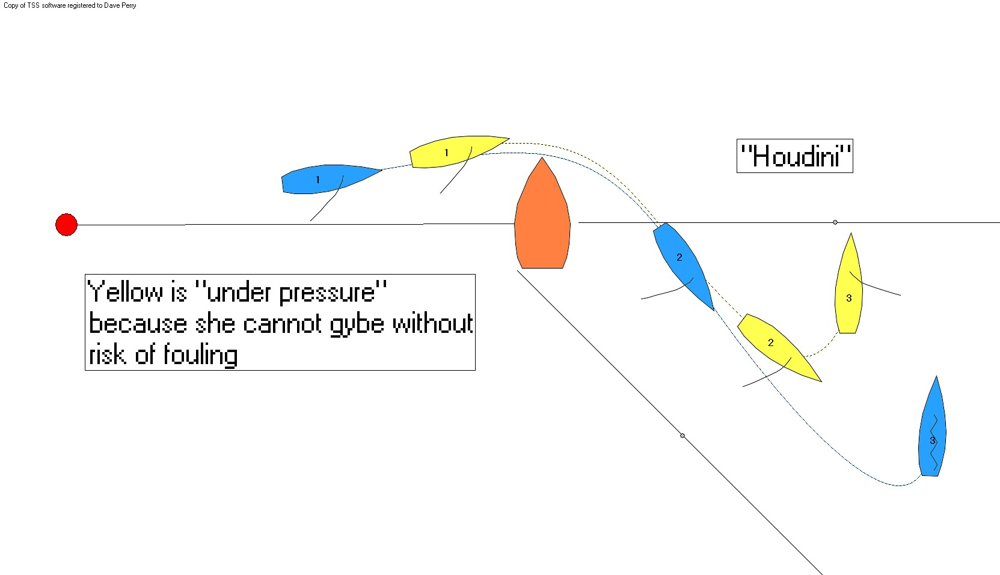 Copy of TSS software registered to Dave Perry
"Houdini"
1
1
2
2
3
3
Yellow is "under pressure"
because she cannot gybe without
risk of fouling